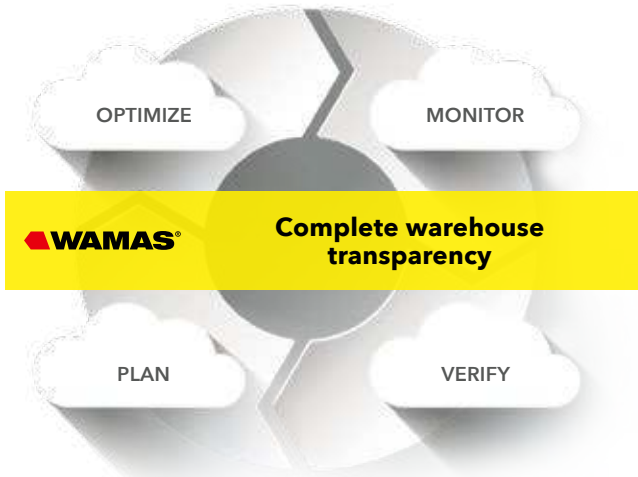 OPTIMIZE
MONITOR
WAMAS®
Complete warehouse
transparency
PLAN
VERIFY